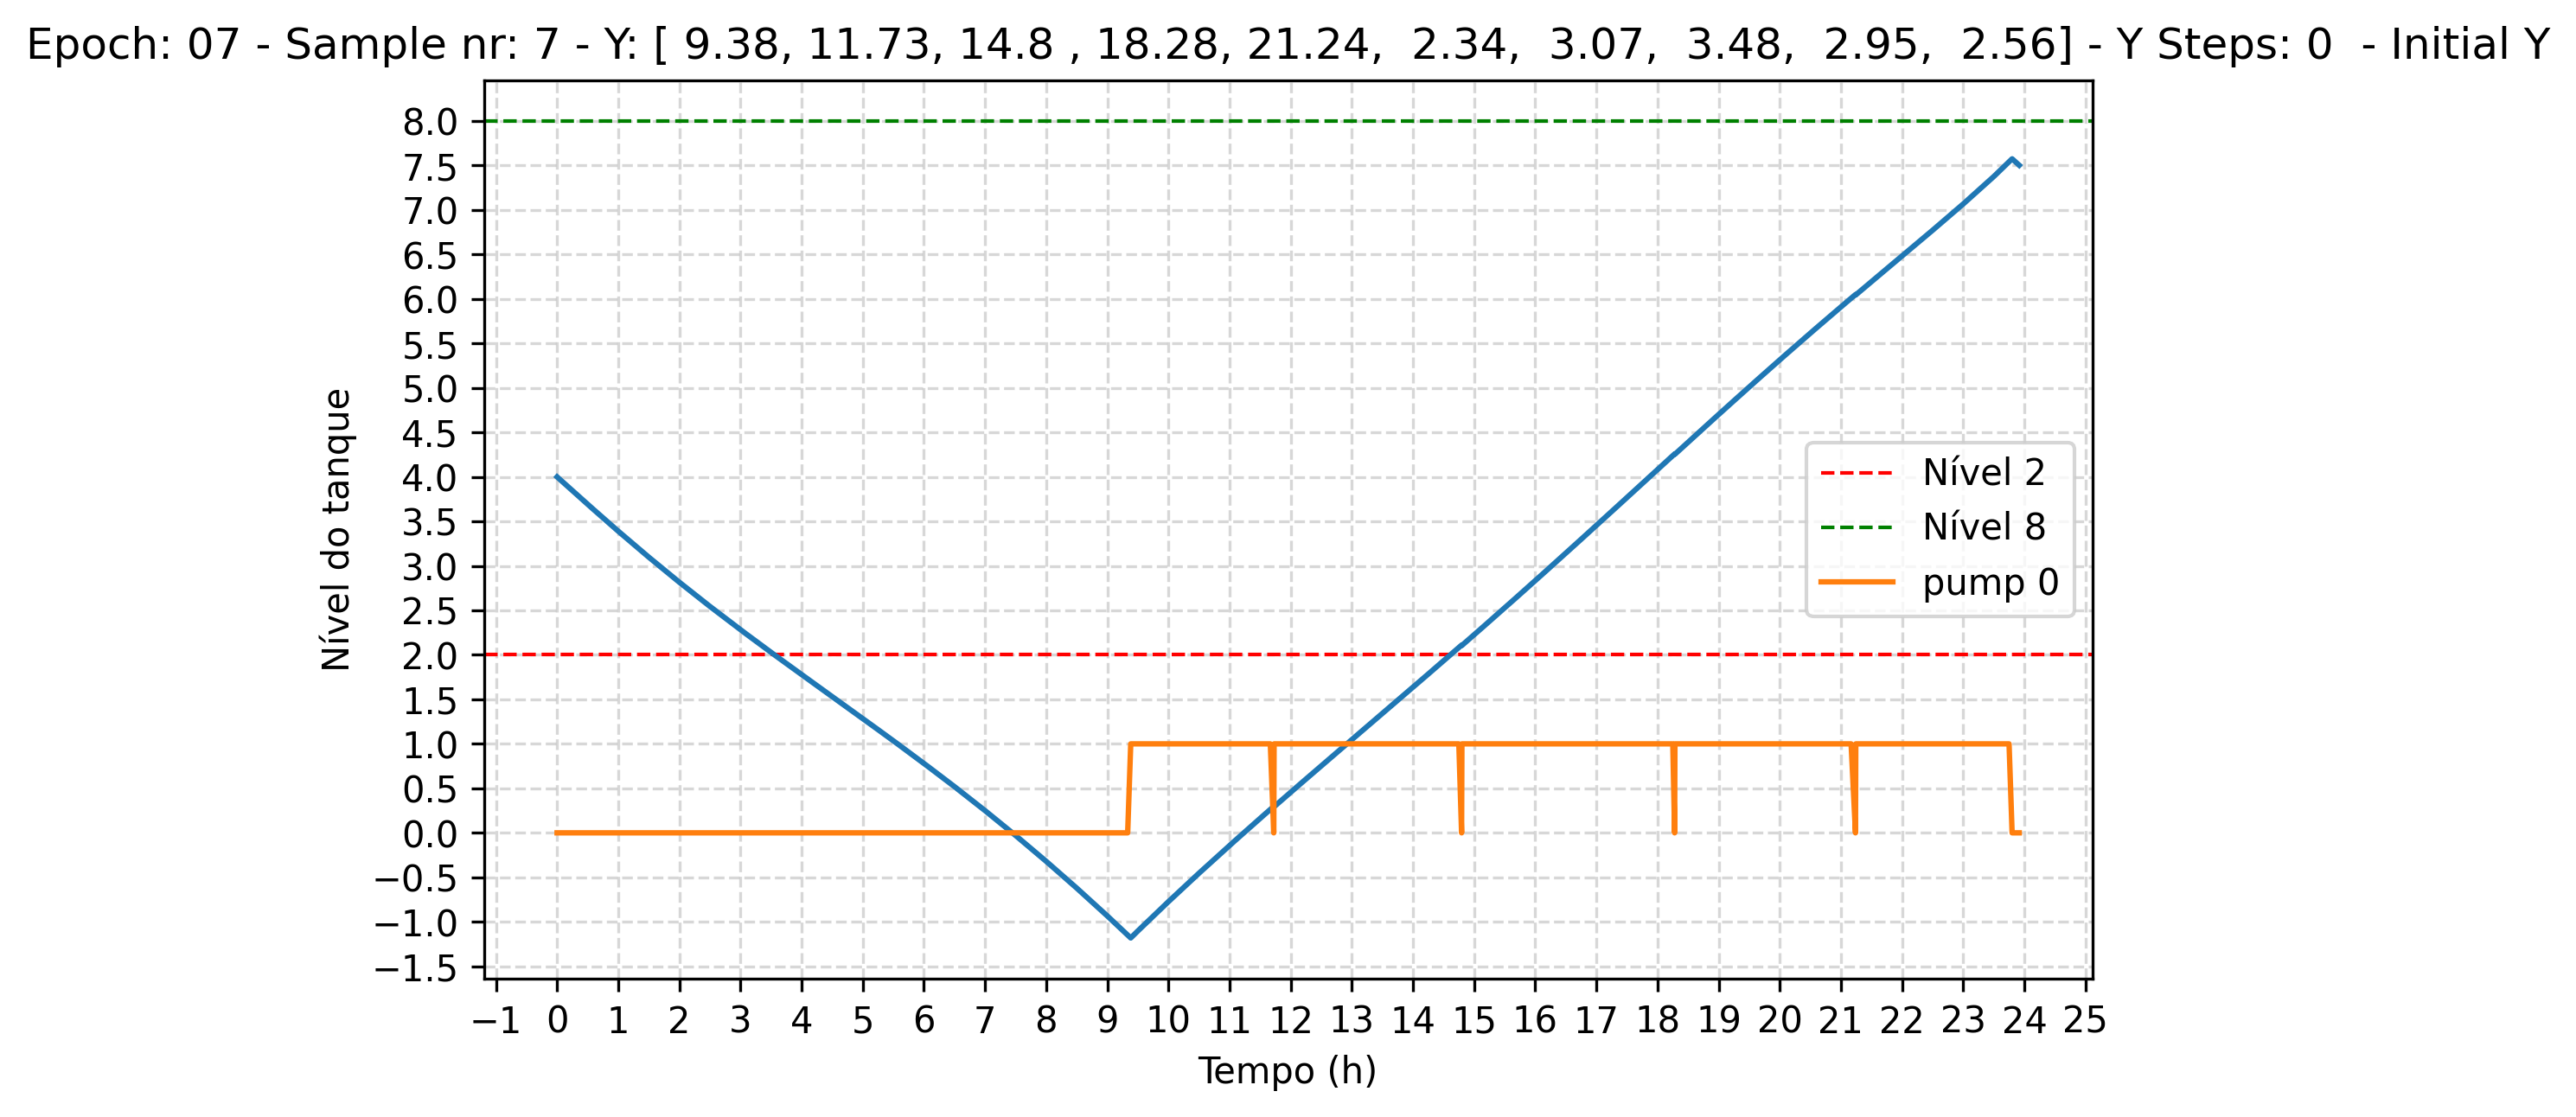 Epoch: 07 - Sample nr: 7 - Y: [ 9.38, 11.73, 14.8 , 18.28, 21.24,  2.34,  3.07,  3.48,  2.95,  2.56] - Y Steps: 0  - Initial Y
8.0
7.5
7.0
6.5
6.0
5.5
5.0
4.5
4.0
3.5
3.0
2.5
2.0
1.5
1.0
0.5
0.0
−0.5
−1.0
−1.5
Nível do tanque
Nível 2
Nível 8
pump 0
−1 0 1 2 3 4 5 6 7 8 9 10 11 12 13 14 15 16 17 18 19 20 21 22 23 24 25
Tempo (h)